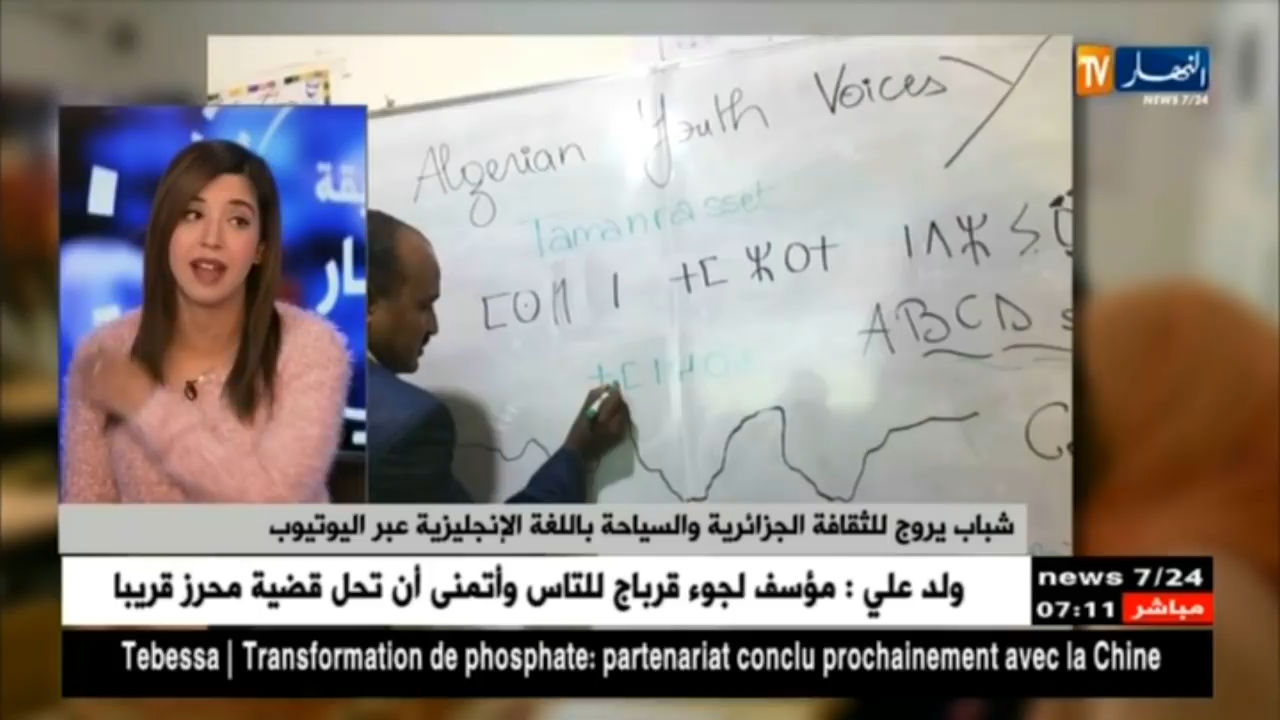 النهار TV
NEWS 7/24
Algerian Youth Voices
Tamanrasset
ABCD
شباب يروج للثقافة الجزائرية والسياحة باللغة الإنجليزية عبر اليوتيوب
ولد علي : مؤسف لجوء قرباج للتاس وأتمنى أن تحل قضية محرز قريبا
news 7/24
07:11 مباشر
Tebessa | Transformation de phosphate: partenariat conclu prochainement avec la Chine